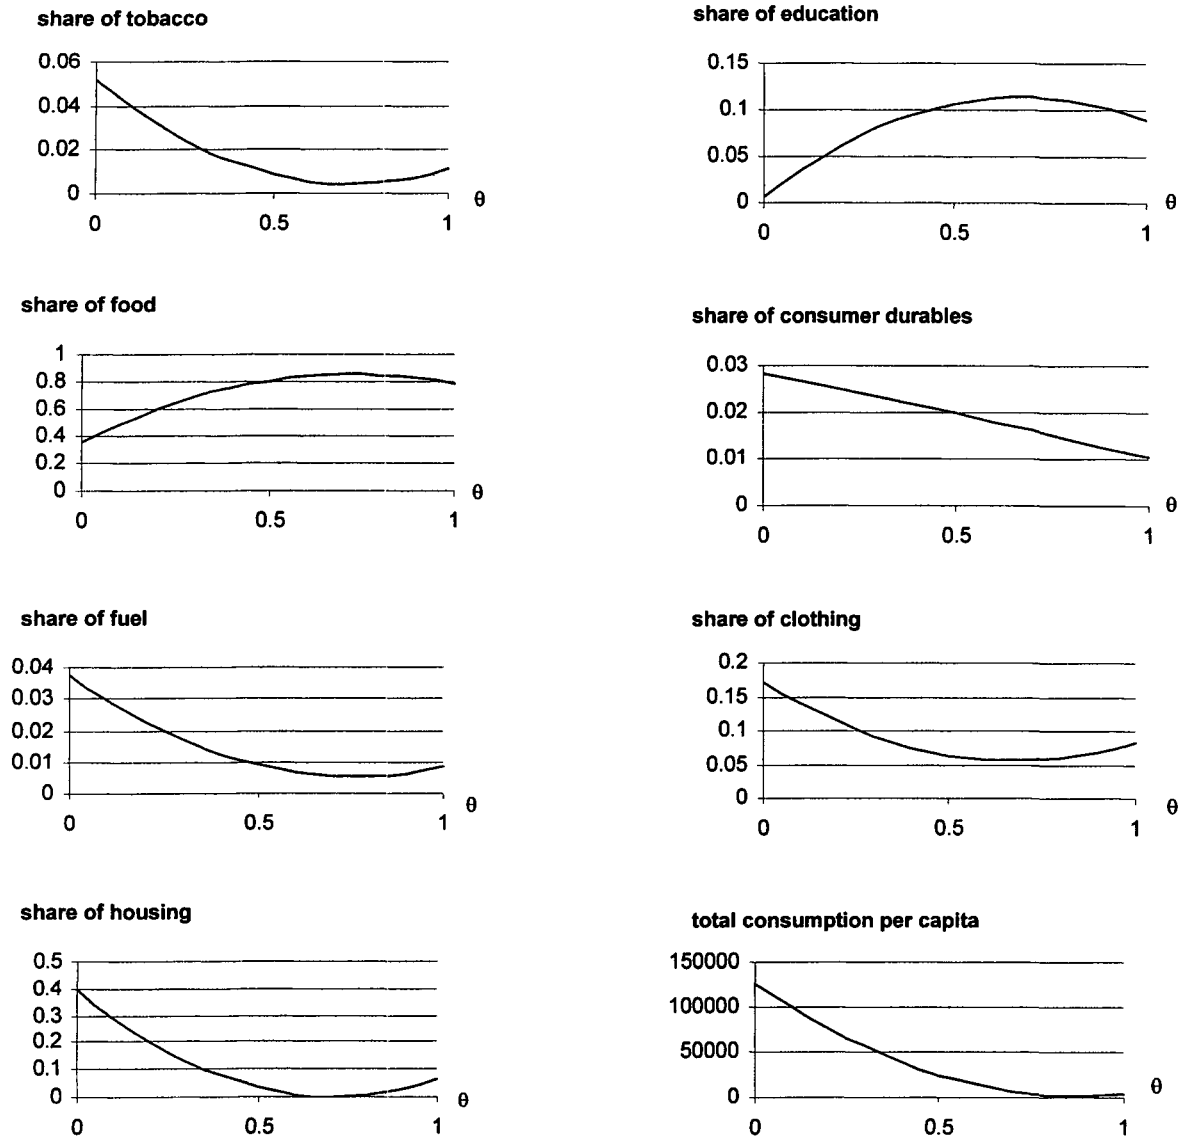 share of tobacco
0.06
0.04
0.02
0
0 0.5 1
θ
share of education
0.15
0.1
0.05
0
0 0.5 1
θ
share of food
1
0.8
0.6
0.4
0.2
0
0 0.5 1
θ
share of consumer durables
0.03
0.02
0.01
0
0 0.5 1
θ
share of fuel
0.04
0.03
0.02
0.01
0
0 0.5 1
θ
share of clothing
0.2
0.15
0.1
0.05
0
0 0.5 1
θ
share of housing
0.5
0.4
0.3
0.2
0.1
0
0 0.5 1
θ
total consumption per capita
150000
100000
50000
0
0 0.5 1
θ